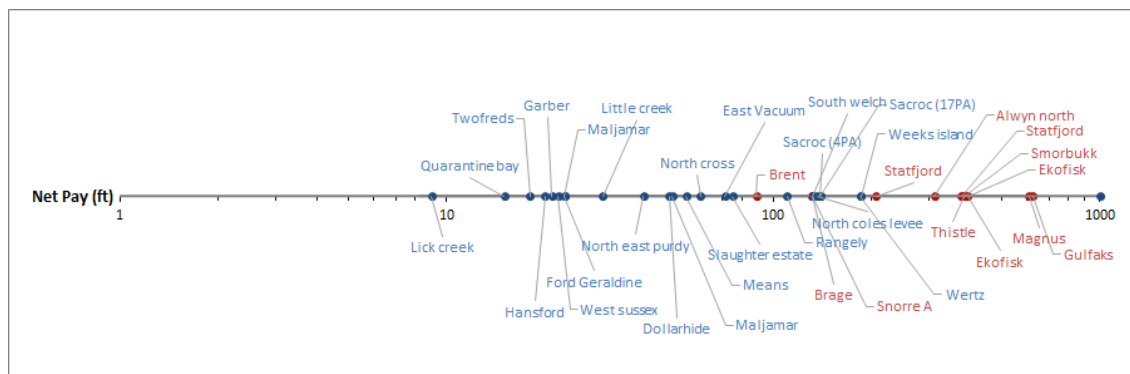 South welch
Sacroc (17PA)
Garber
Little creek
East Vacuum
Alwyn north
Twofreds
Maljamar
Sacroc (4PA)
Weeks island
Statfjord
Smorbukk
Quarantine bay
North cross
Brent
Statfjord
Ekofisk
Net Pay (ft)
1
10
100
1000
Lick creek
North east purdy
Slaughter estate
Rangely
North coles levee
Thistle
Magnus
Gulfaks
Ford Geraldine
Ekofisk
Hansford
West sussex
Means
Brage
Snorre A
Wertz
Dollarhide
Maljamar